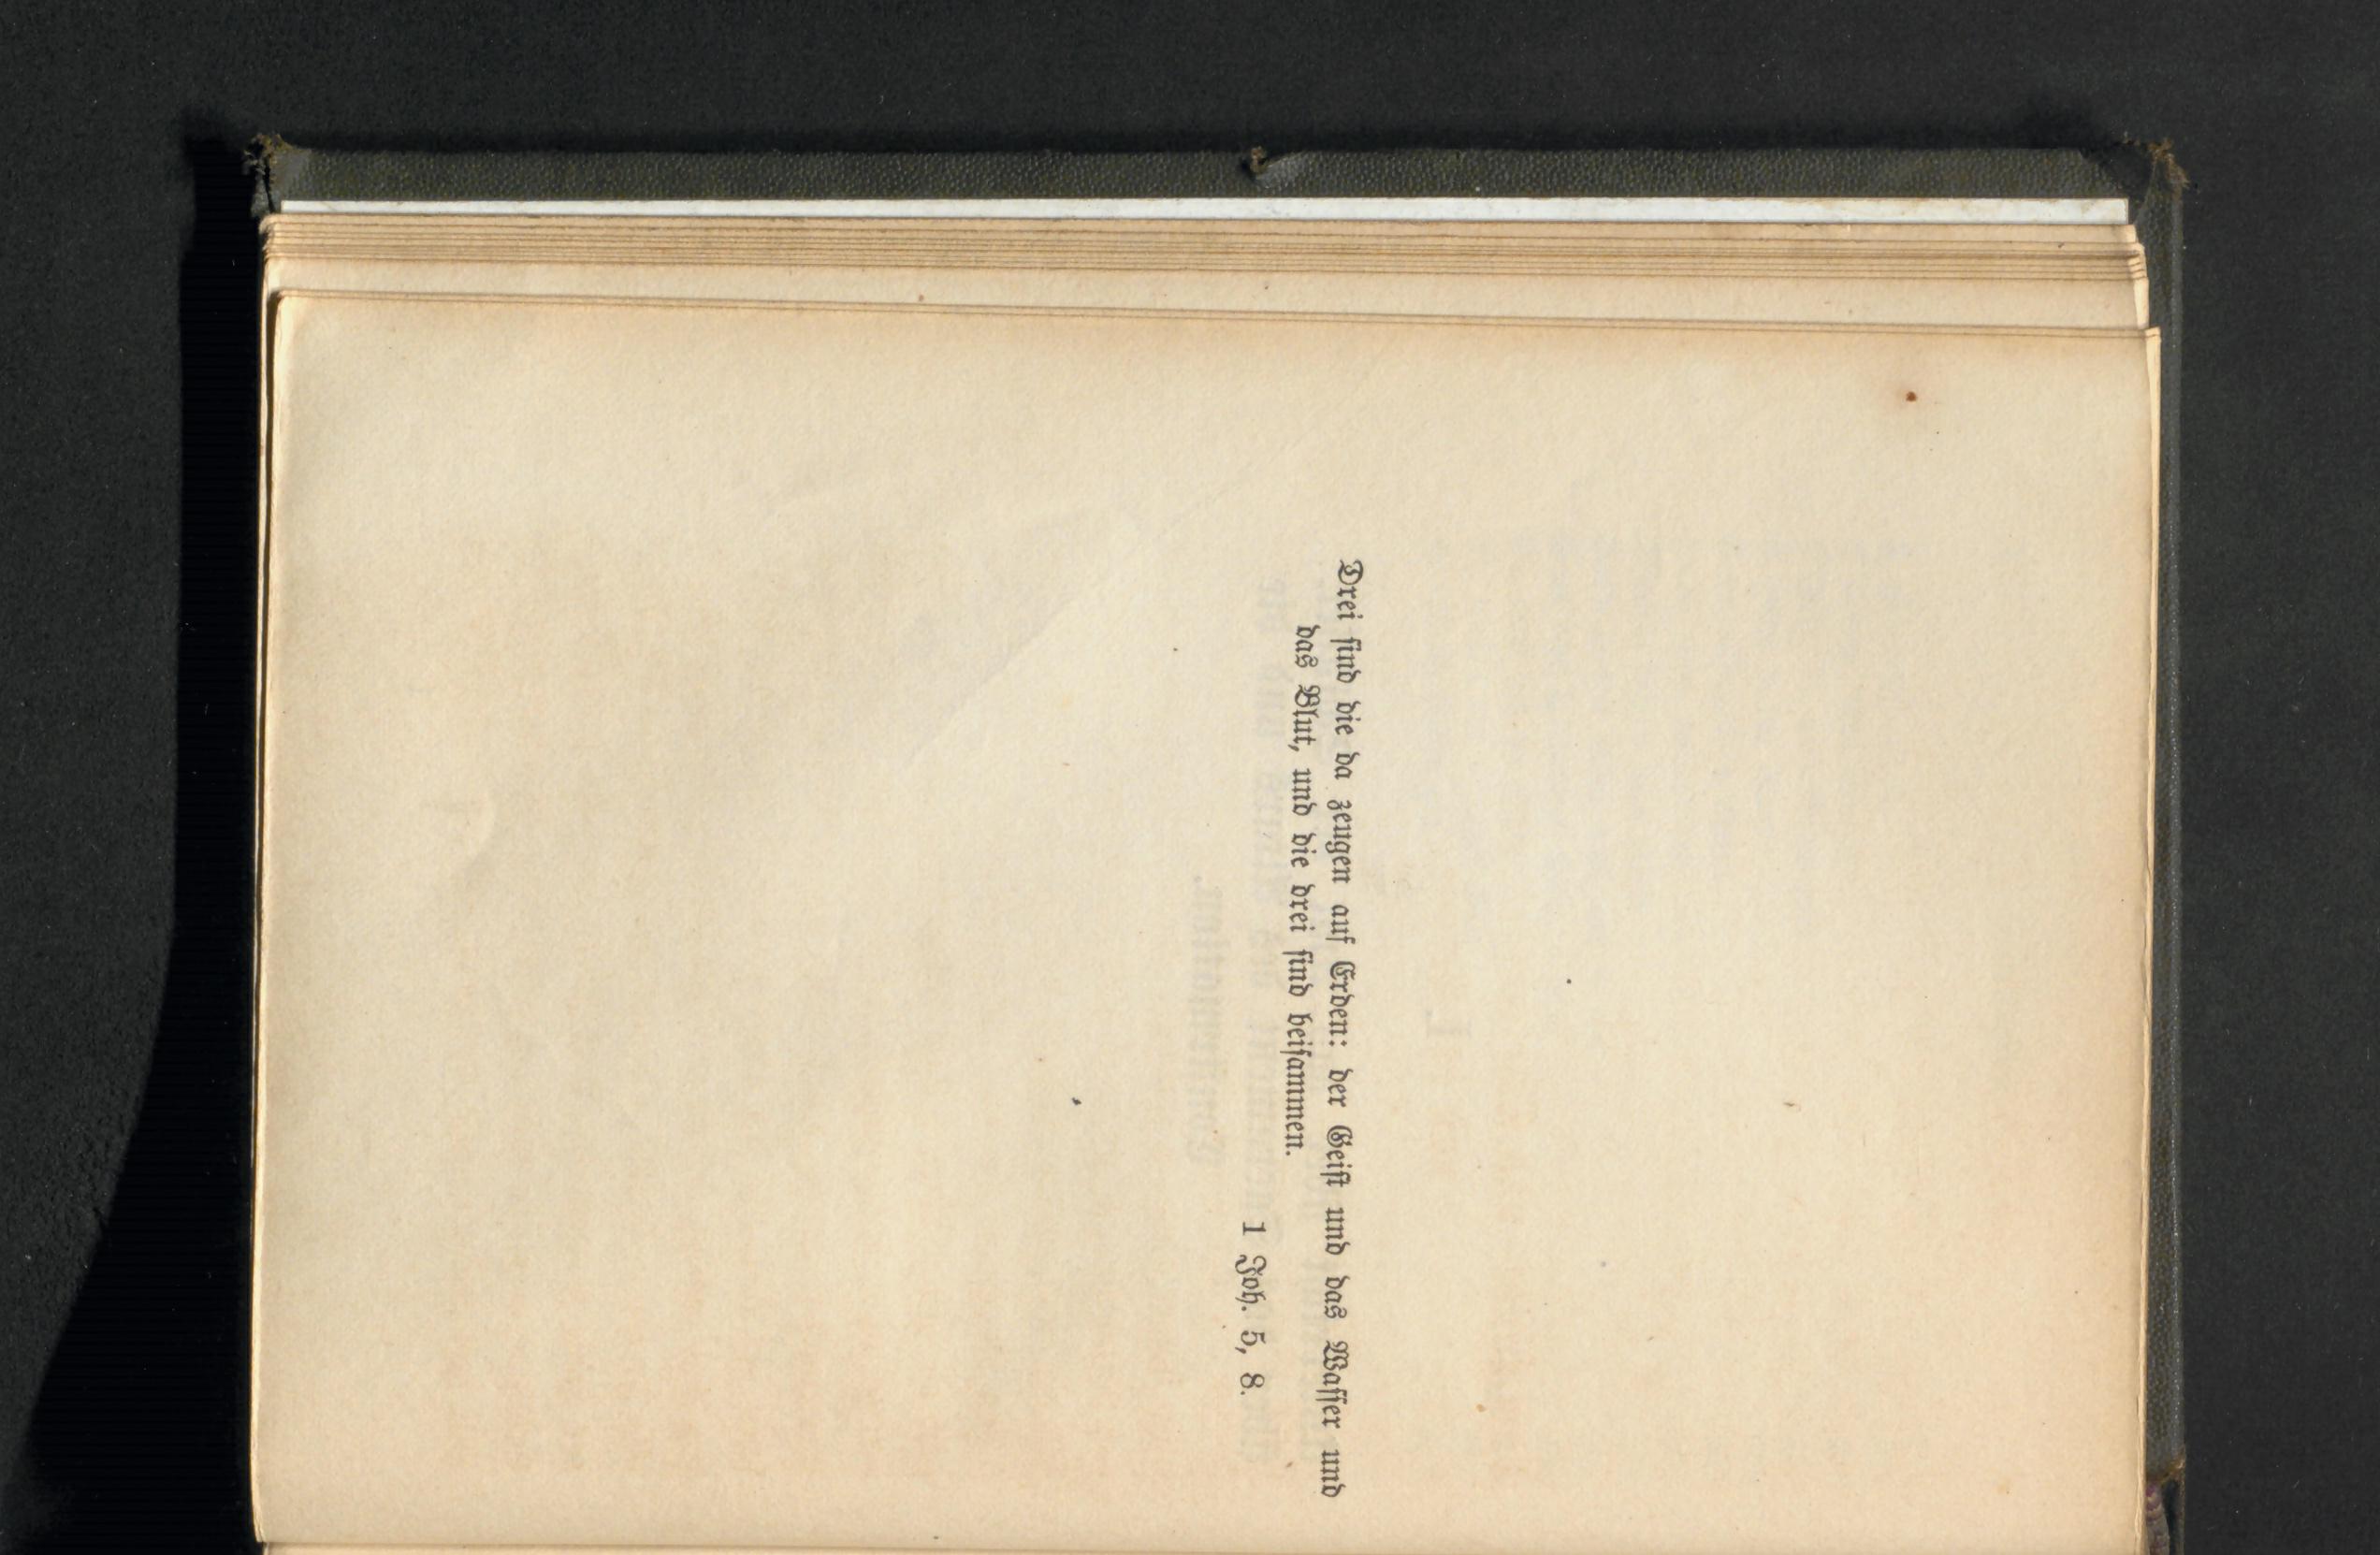 Drei ſind die da zeugen auf Erden: der Geiſt und das Waſſer und
das Blut, und die drei ſind beiſammen.
1 Joh. 5, 8.